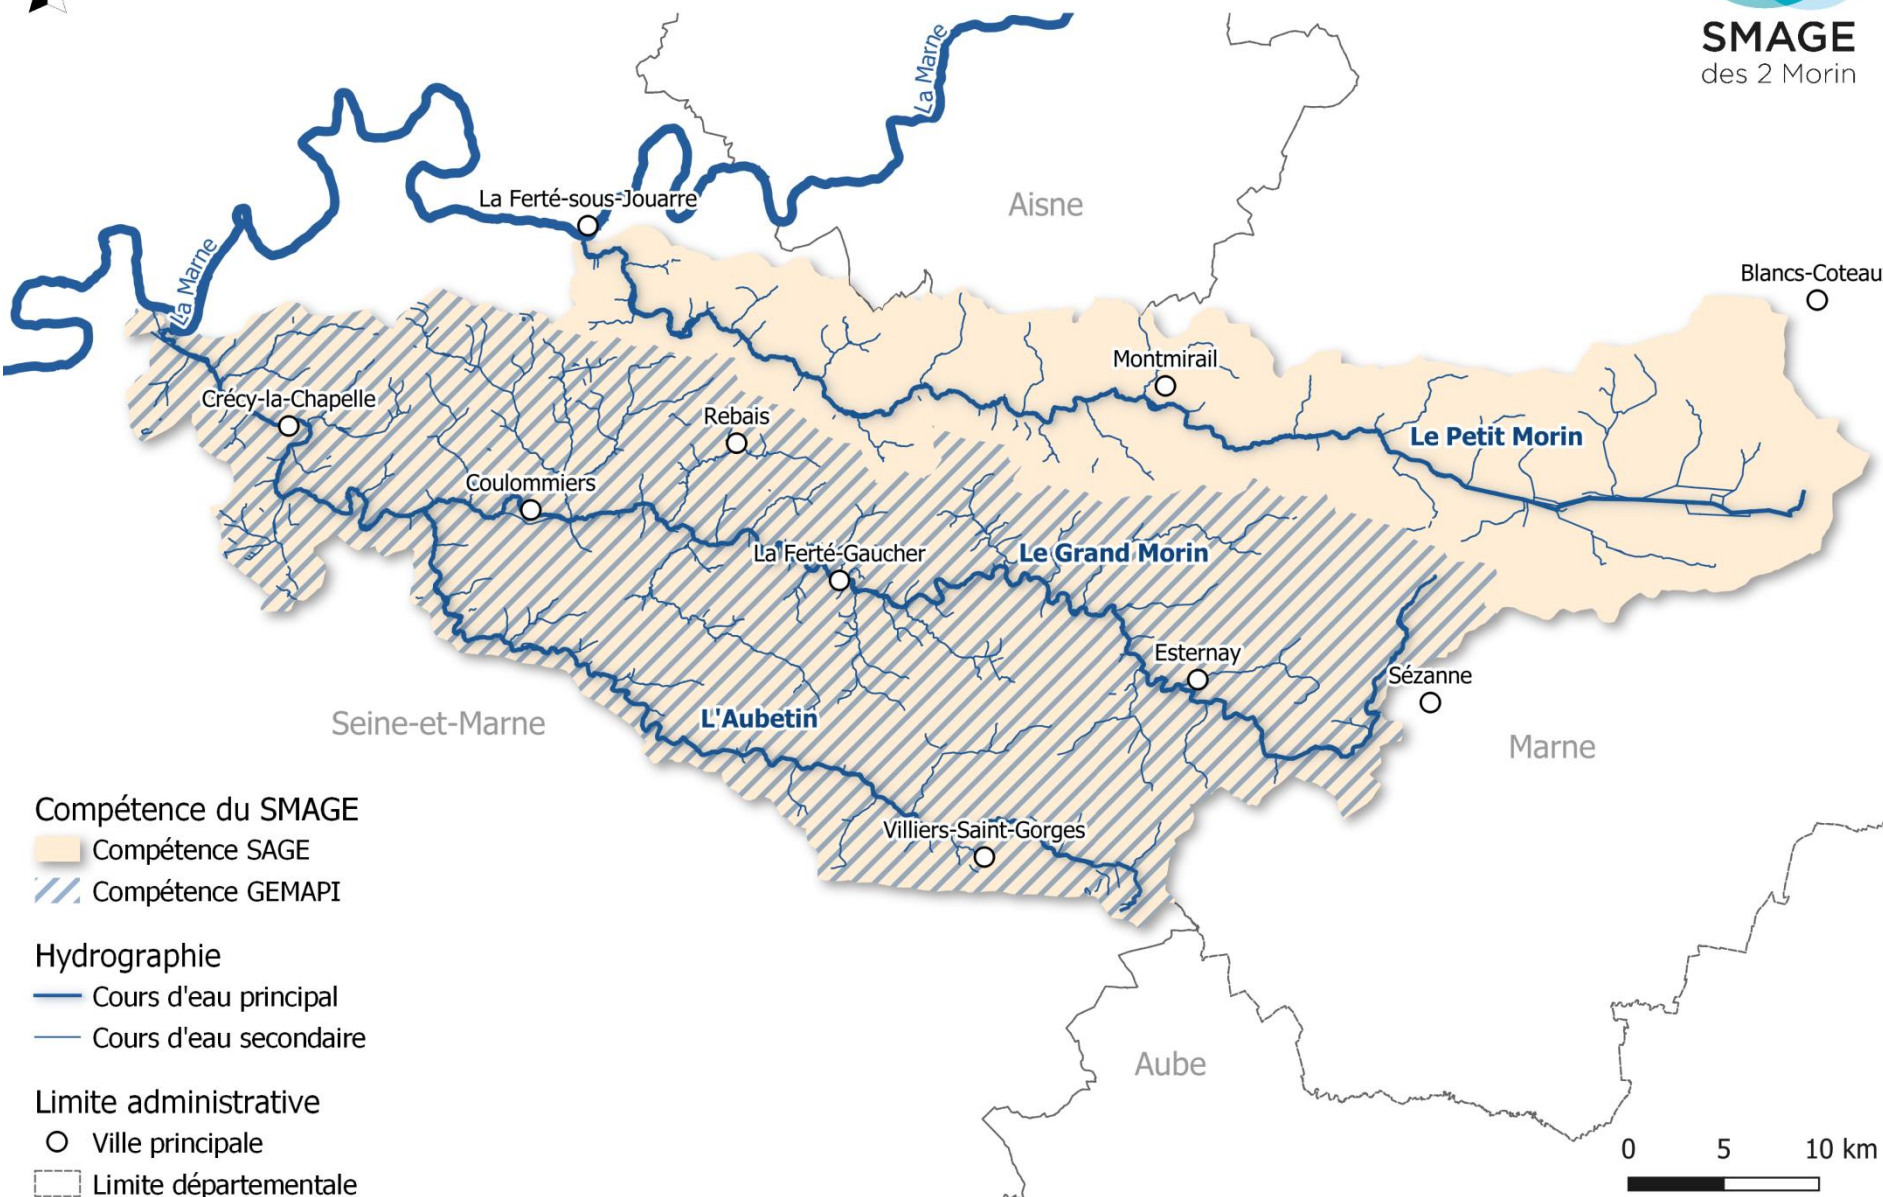 SMAGE
des 2 Morin
La Marne
La Ferté-sous-Jouarre
Aisne
La Marne
Blancs-Coteau
Montmirail
Crécy-la-Chapelle
Rebais
Le Petit Morin
Coulommiers
La Ferté-Gaucher
Le Grand Morin
Esternay
Sézanne
Seine-et-Marne
L'Aubetin
Marne
Villiers-Saint-Gorges
Aube
Compétence du SMAGE
Compétence SAGE
Compétence GEMAPI
Hydrographie
Cours d'eau principal
Cours d'eau secondaire
Limite administrative
Ville principale
Limite départementale
0 5 10 km